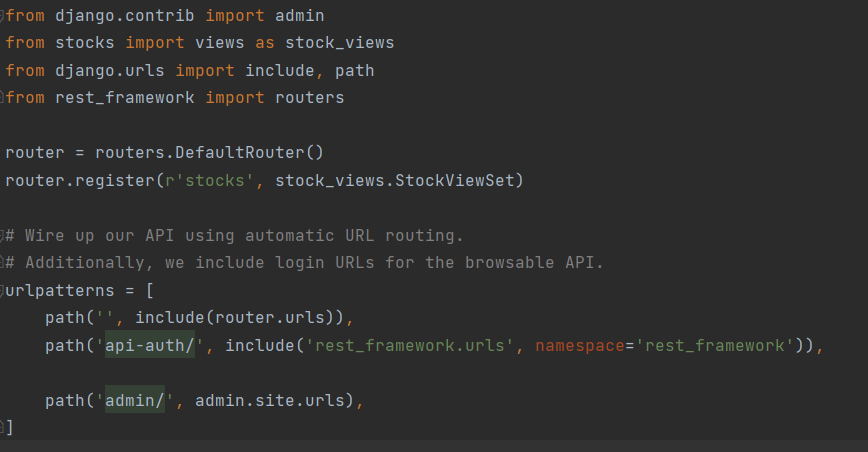 from django.contrib import admin
from stocks import views as stock_views
from django.urls import include, path
from rest_framework import routers
router = routers.DefaultRouter()
router.register(r'stocks', stock_views.StockViewSet)
# Wire up our API using automatic URL routing.
# Additionally, we include login URLs for the browsable API.
urlpatterns = [
    path('', include(router.urls)),
    path('api-auth/', include('rest_framework.urls', namespace='rest_framework')),
    path('admin/', admin.site.urls),
]